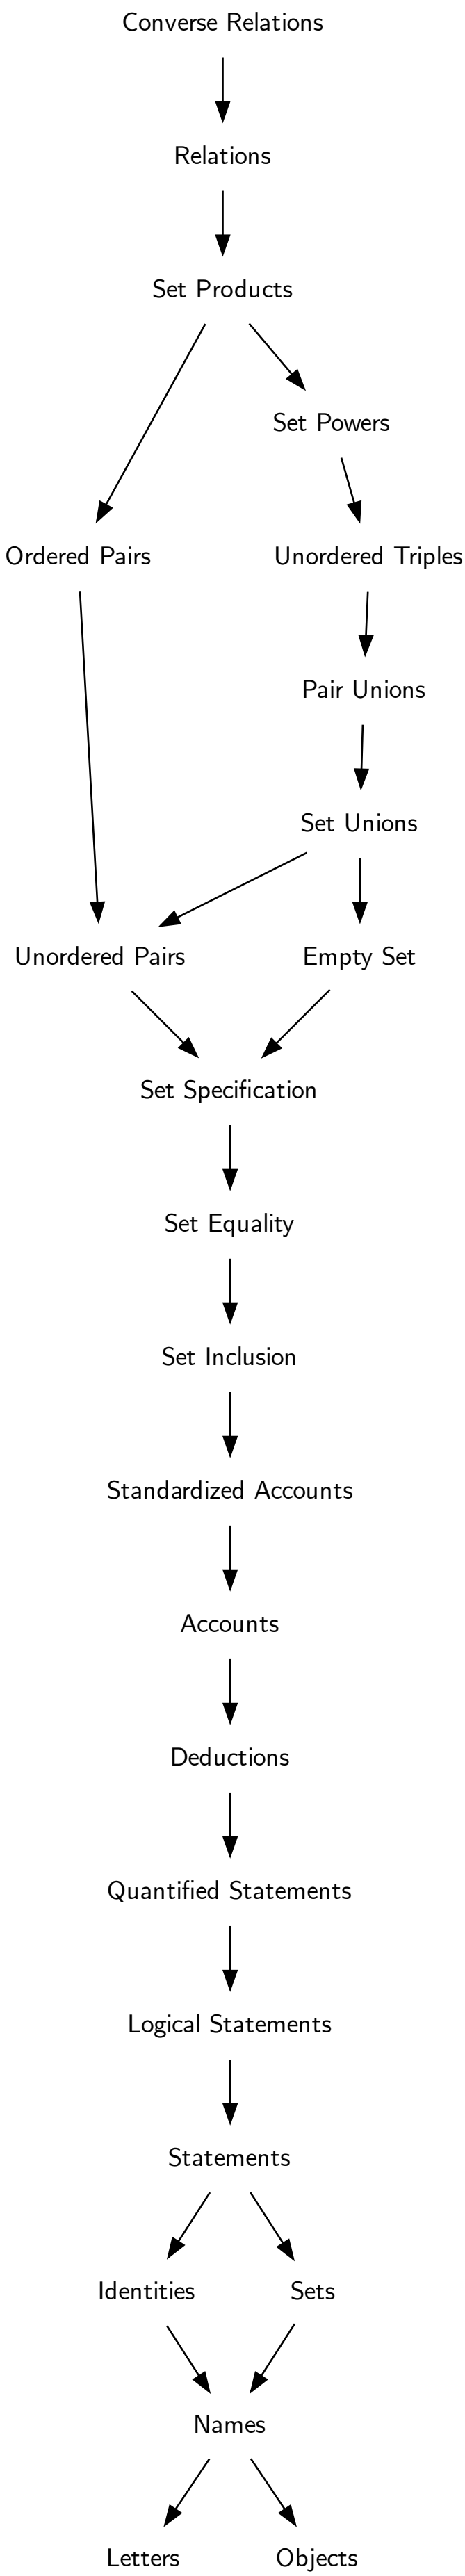 Converse Relations
Relations
Set Products
Set Powers
Ordered Pairs
Unordered Triples
Pair Unions
Set Unions
Unordered Pairs
Empty Set
Set Specification
Set Equality
Set Inclusion
Standardized Accounts
Accounts
Deductions
Quantified Statements
Logical Statements
Statements
Identities
Sets
Names
Letters
Objects